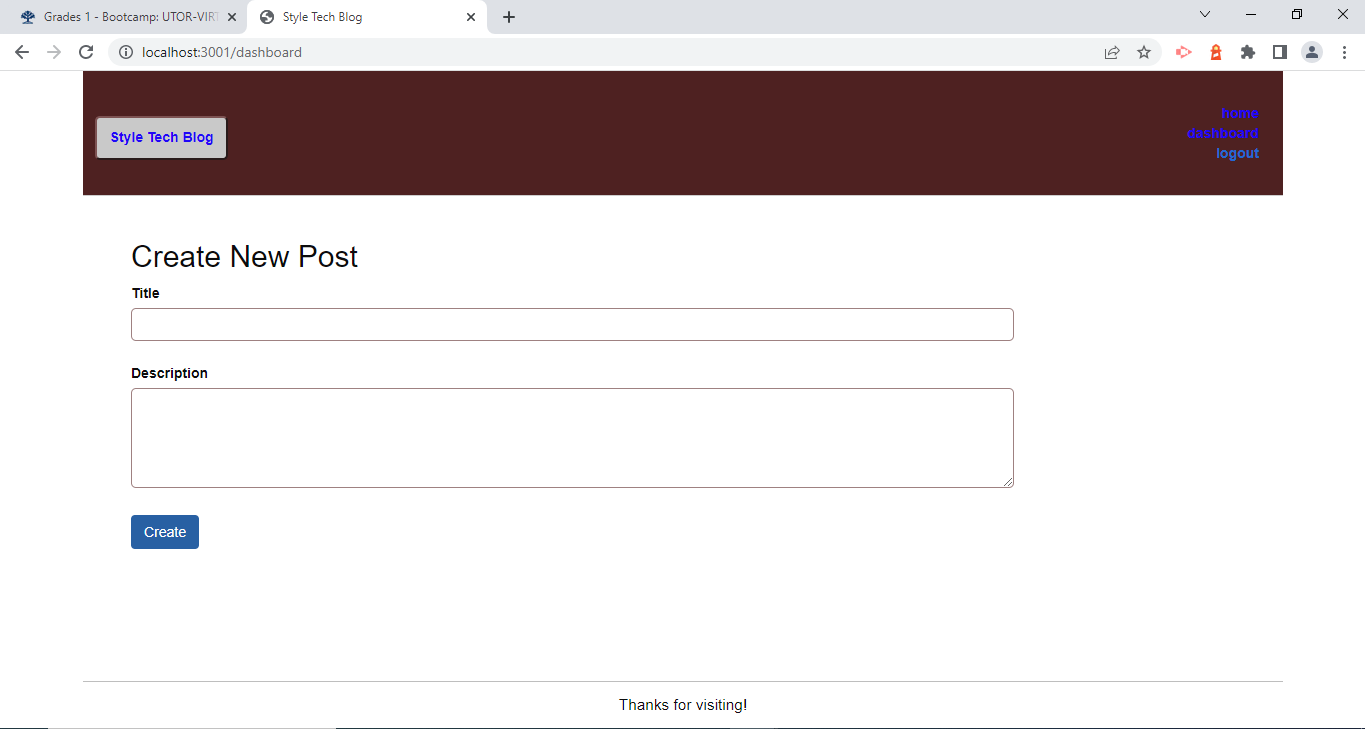 Grades 1 - Bootcamp: UTOR-VIRT
Style Tech Blog
localhost:3001/dashboard
Style Tech Blog
home
dashboard
logout
Create New Post
Title
Description
Create
Thanks for visiting!